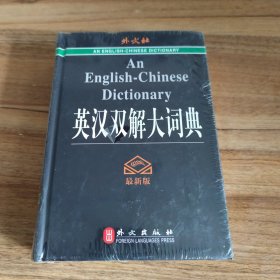 外文社
AN ENGLISH-CHINESE DICTIONARY
An
English-Chinese
Dictionary
英汉双解大词典
最新版
外文出版社
FOREIGN LANGUAGES PRESS